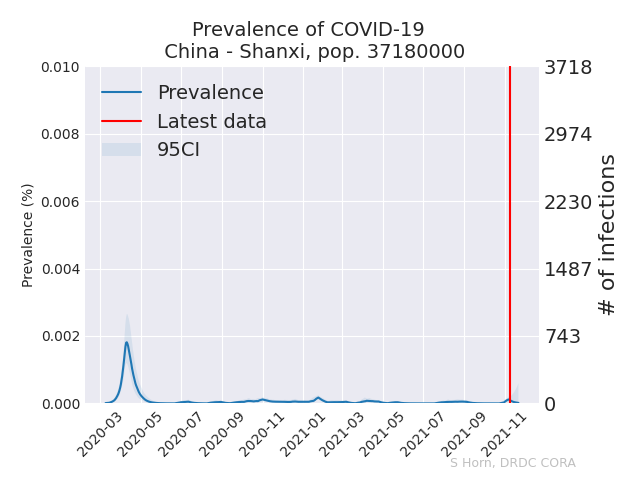 Prevalence of COVID-19
China - Shanxi, pop. 37180000
Prevalence
Latest data
95CI
Prevalence (%)
0.010
0.008
0.006
0.004
0.002
0.000
3718
2974
2230
1487
743
0
# of infections
2020-03
2020-05
2020-07
2020-09
2020-11
2021-01
2021-03
2021-05
2021-07
2021-09
2021-11
S Horn, DRDC CORA